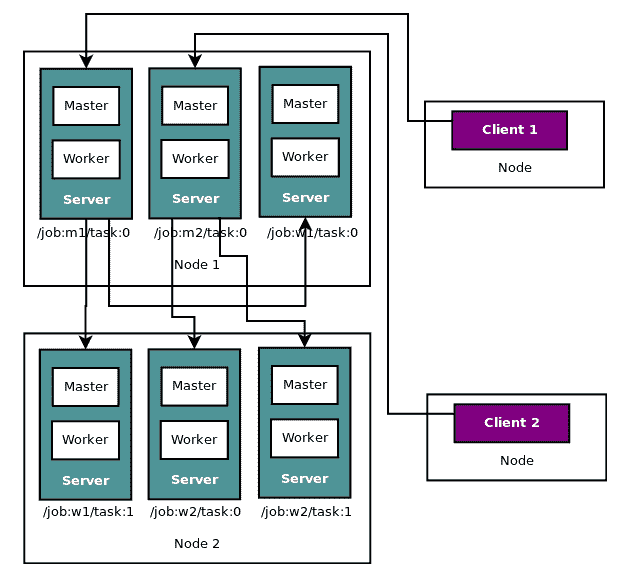 Master
Worker
Server
/job:m1/task:0
Master
Worker
Server
/job:m2/task:0
Master
Worker
Server
/job:w1/task:0
Node 1
Client 1
Node
Master
Worker
Server
/job:w1/task:1
Master
Worker
Server
/job:w2/task:0
Master
Worker
Server
/job:w2/task:1
Node 2
Client 2
Node